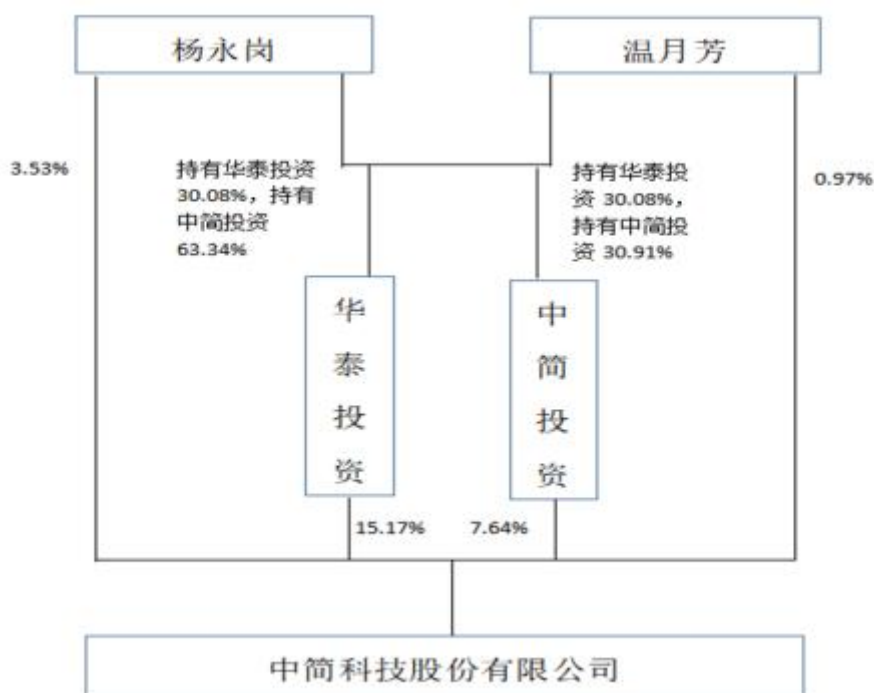 杨永岗
温月芳
3.53%
持有华泰投资
30.08%，持有
中简投资
63.34%
持有华泰投
资 30.08%，
持有中简投
资 30.91%
0.97%
华
泰
投
资
中
简
投
资
15.17%
7.64%
中简科技股份有限公司